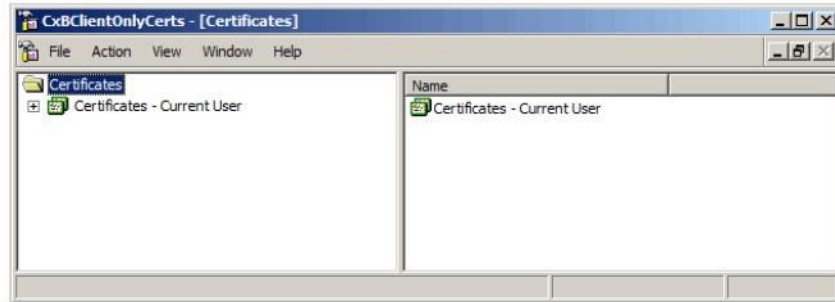 CxBClientOnlyCerts - [Certificates]
File Action View Window Help
Certificates
Certificates - Current User
Name
Certificates - Current User